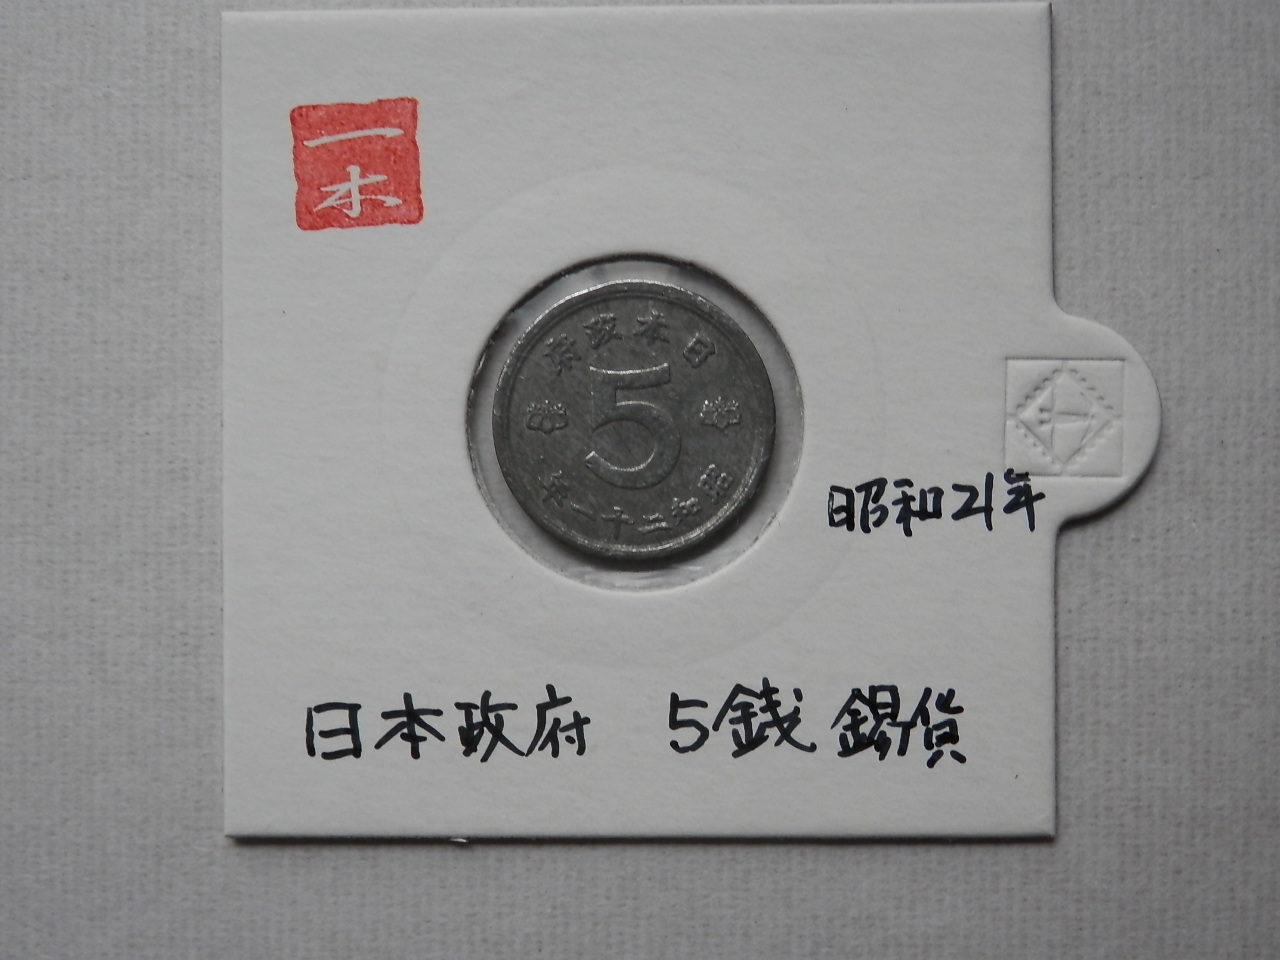 一木
日本政府
5
昭和二十一年
昭和21年
日本政府 5銭 錫貨